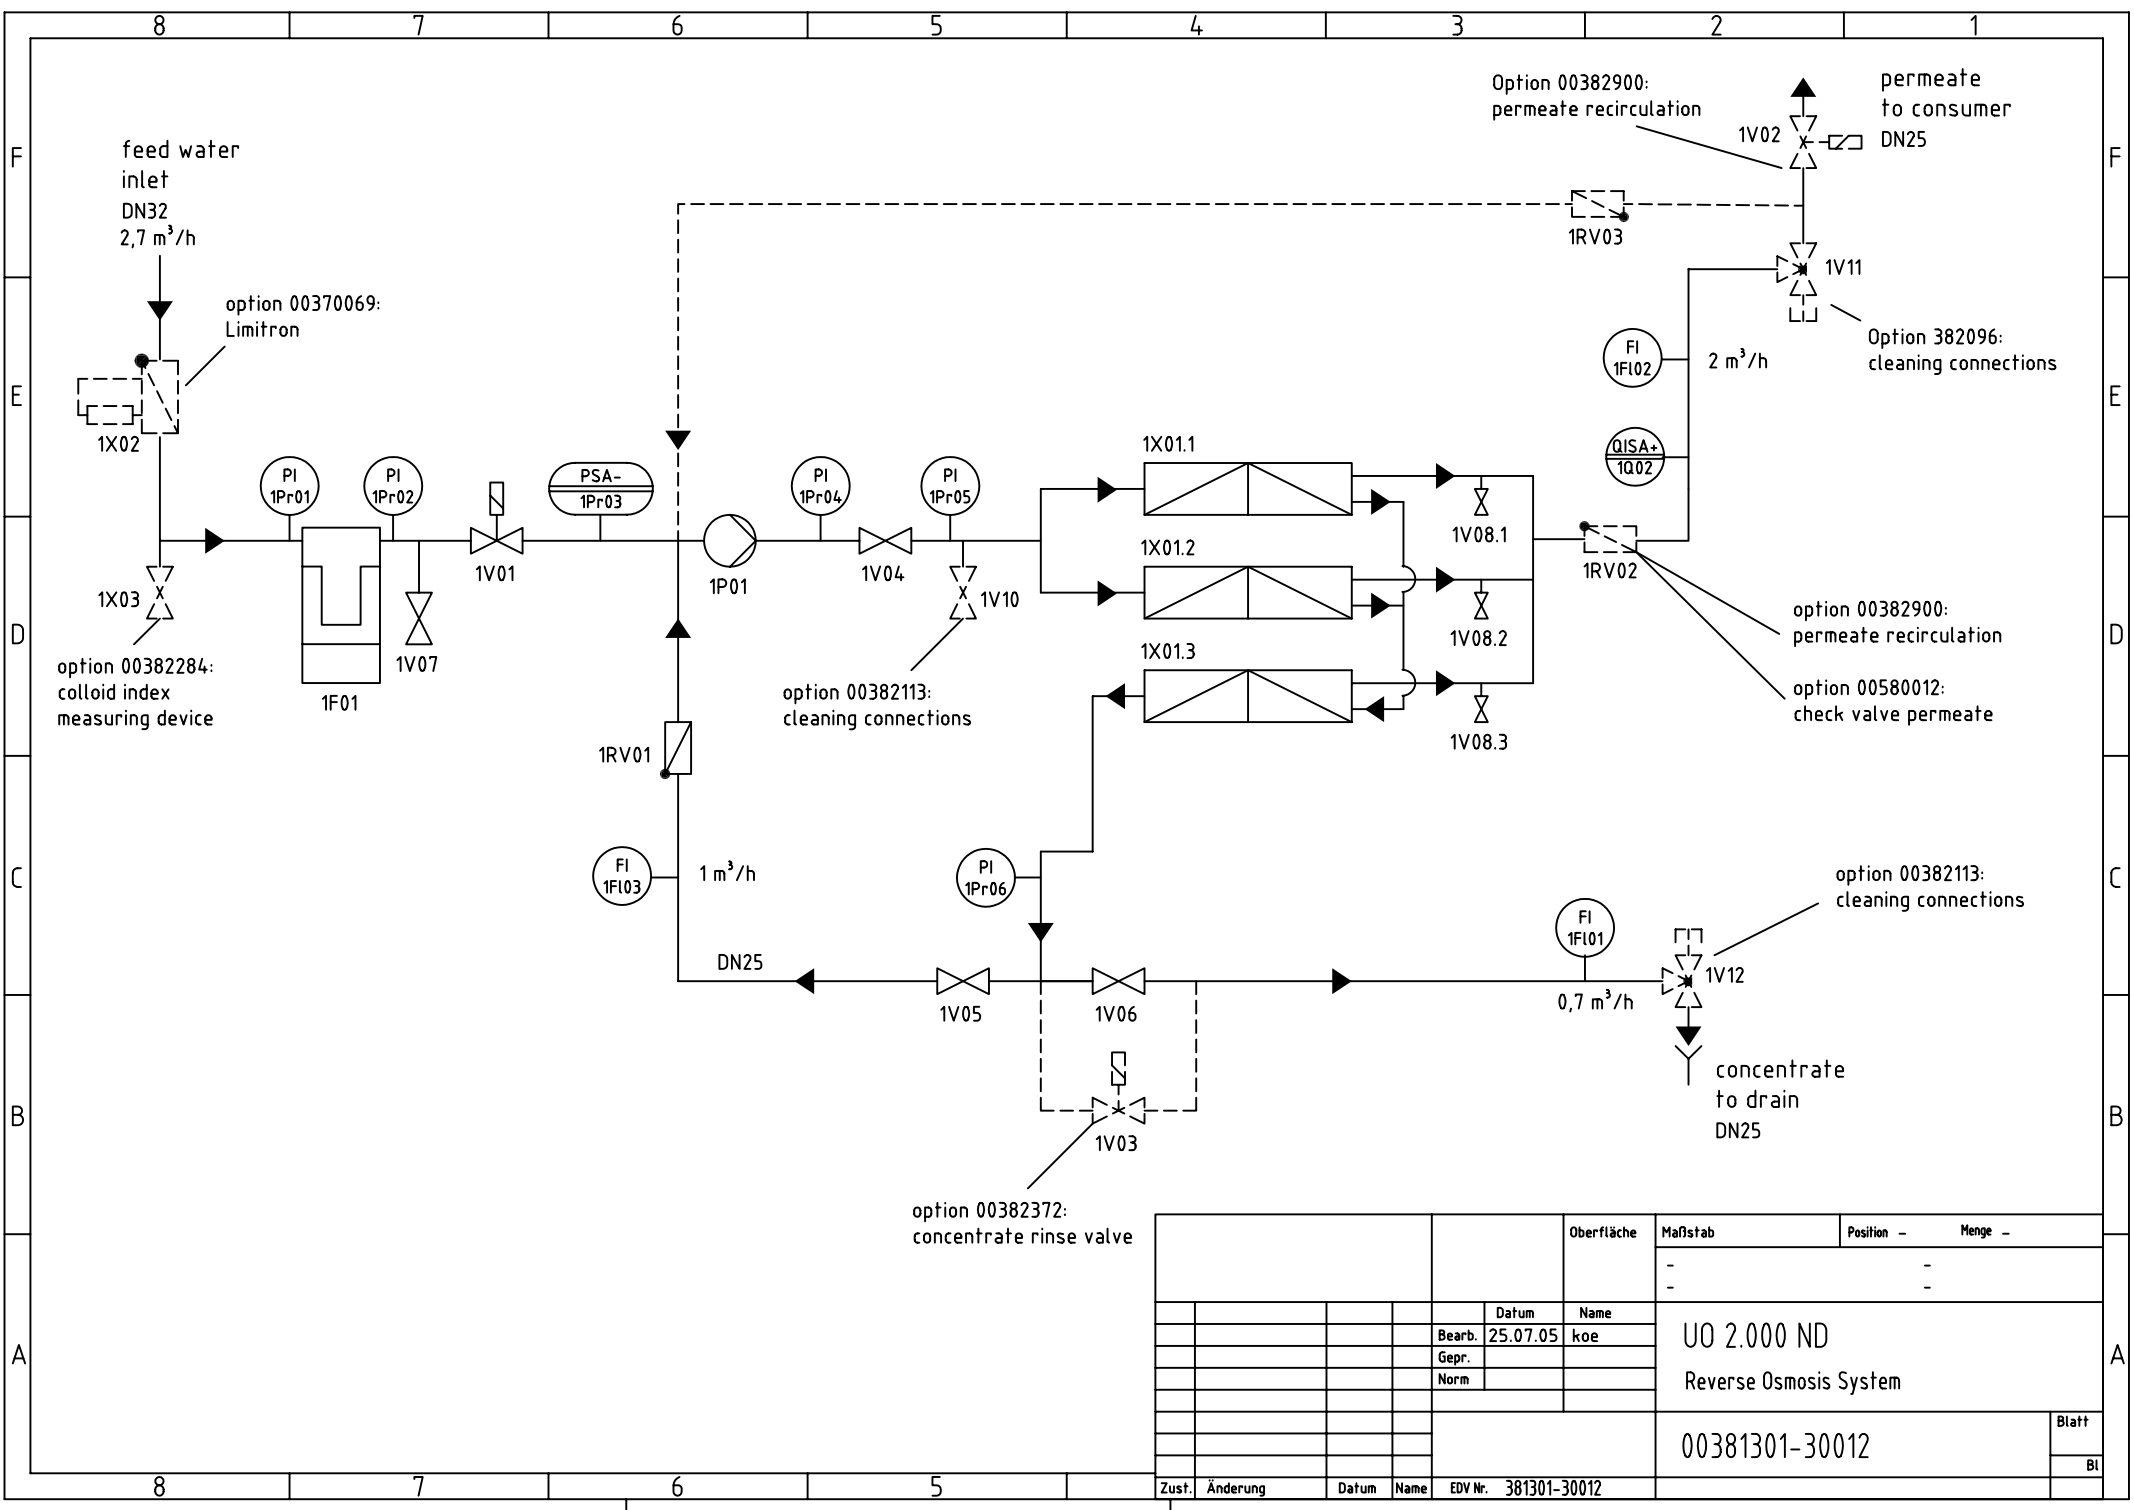 8 7 6 5 4 3 2 1
F
E
D
C
B
A
F
E
D
C
B
A
feed water
inlet
DN32
2,7 m³/h
option 00370069:
Limitron
1X02
1X03
option 00382284:
colloid index
measuring device
PI
1Pr01
PI
1Pr02
1F01
1V07
1V01
PSA-
1Pr03
1P01
PI
1Pr04
1V04
PI
1Pr05
1V10
option 00382113:
cleaning connections
1RV01
FI
1Fl03
1 m³/h
DN25
1V05
PI
1Pr06
1V06
1V03
option 00382372:
concentrate rinse valve
1X01.1
1X01.2
1X01.3
1V08.1
1V08.2
1V08.3
1RV02
option 00382900:
permeate recirculation
option 00580012:
check valve permeate
QISA+
1Q02
FI
1Fl02
2 m³/h
1RV03
Option 00382900:
permeate recirculation
1V02
permeate
to consumer
DN25
1V11
Option 382096:
cleaning connections
FI
1Fl01
0,7 m³/h
option 00382113:
cleaning connections
1V12
concentrate
to drain
DN25
Oberfläche
Maßstab
Position -
Menge -
- -
- -
Datum Name
Bearb. 25.07.05 koe
Gepr.
Norm
UO 2.000 ND
Reverse Osmosis System
00381301-30012
Blatt
Bl
Zust. Änderung Datum Name EDV Nr. 381301-30012
8 7 6 5